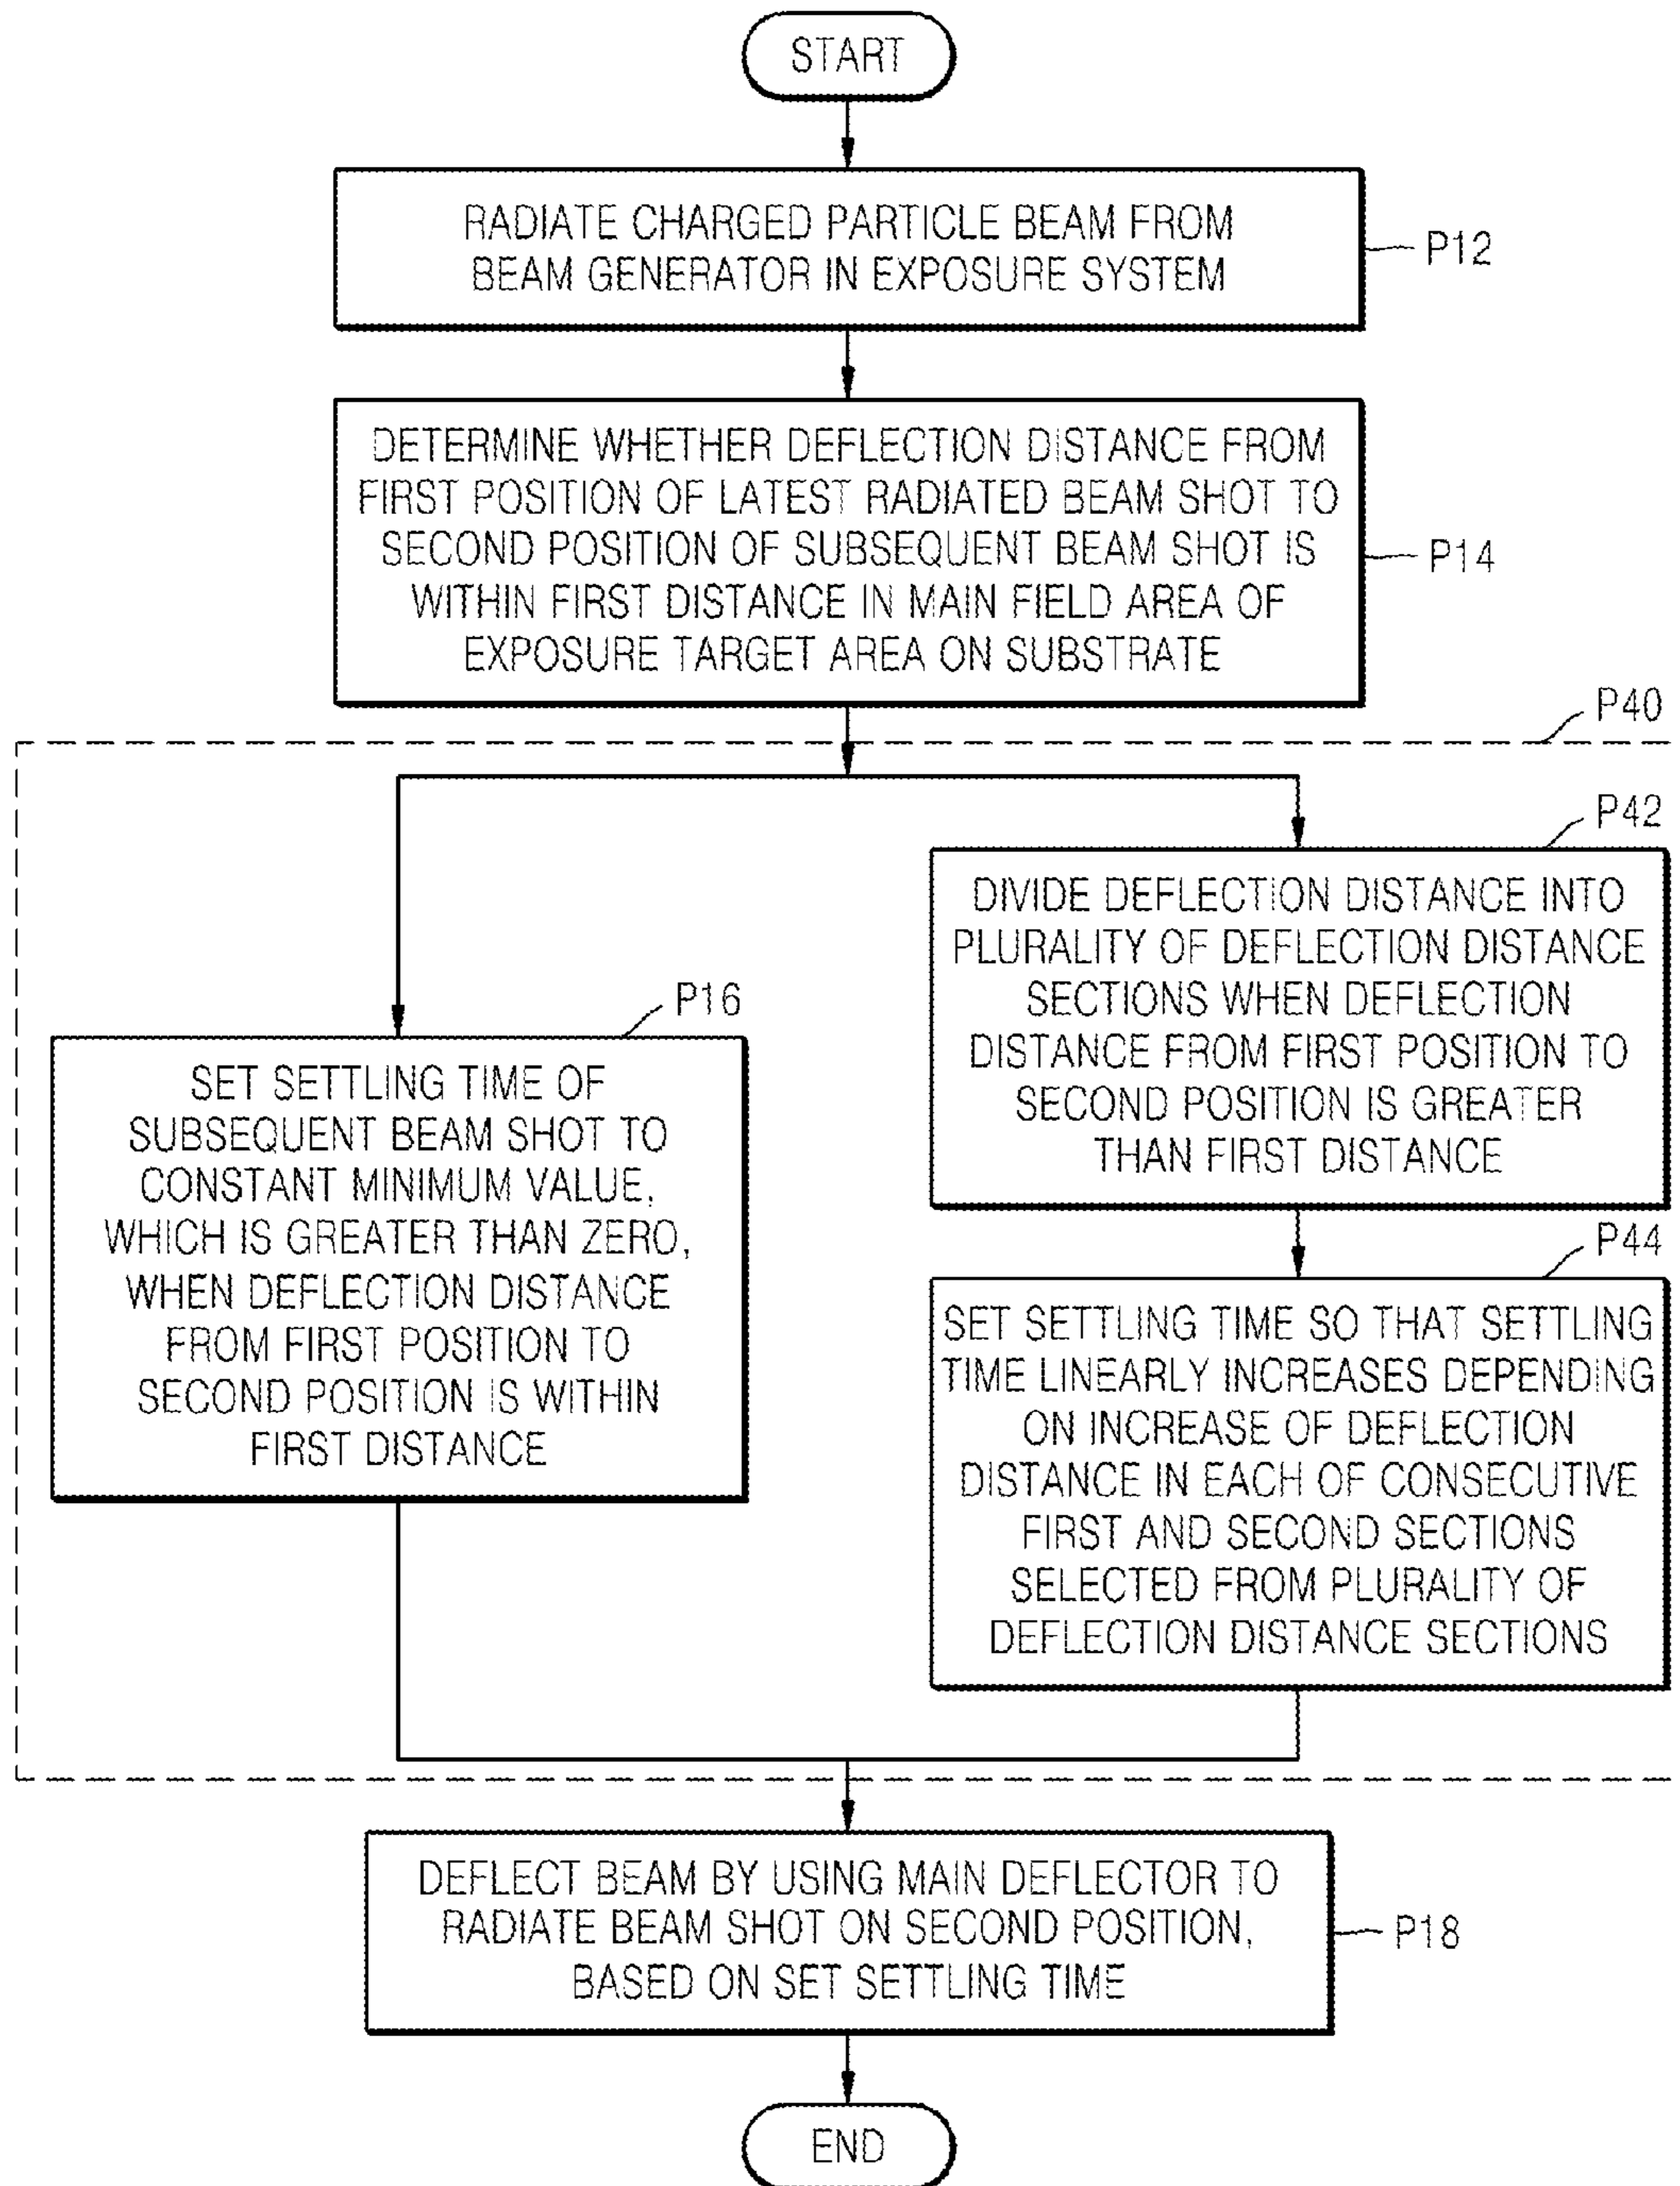 START
RADIATE CHARGED PARTICLE BEAM FROM
BEAM GENERATOR IN EXPOSURE SYSTEM
P12
DETERMINE WHETHER DEFLECTION DISTANCE FROM
FIRST POSITION OF LATEST RADIATED BEAM SHOT TO
SECOND POSITION OF SUBSEQUENT BEAM SHOT IS
WITHIN FIRST DISTANCE IN MAIN FIELD AREA OF
EXPOSURE TARGET AREA ON SUBSTRATE
P14
P40
P16
SET SETTLING TIME OF
SUBSEQUENT BEAM SHOT TO
CONSTANT MINIMUM VALUE,
WHICH IS GREATER THAN ZERO,
WHEN DEFLECTION DISTANCE
FROM FIRST POSITION TO
SECOND POSITION IS WITHIN
FIRST DISTANCE
P42
DIVIDE DEFLECTION DISTANCE INTO
PLURALITY OF DEFLECTION DISTANCE
SECTIONS WHEN DEFLECTION
DISTANCE FROM FIRST POSITION TO
SECOND POSITION IS GREATER
THAN FIRST DISTANCE
P44
SET SETTLING TIME SO THAT SETTLING
TIME LINEARLY INCREASES DEPENDING
ON INCREASE OF DEFLECTION
DISTANCE IN EACH OF CONSECUTIVE
FIRST AND SECOND SECTIONS
SELECTED FROM PLURALITY OF
DEFLECTION DISTANCE SECTIONS
DEFLECT BEAM BY USING MAIN DEFLECTOR TO
RADIATE BEAM SHOT ON SECOND POSITION,
BASED ON SET SETTLING TIME
P18
END